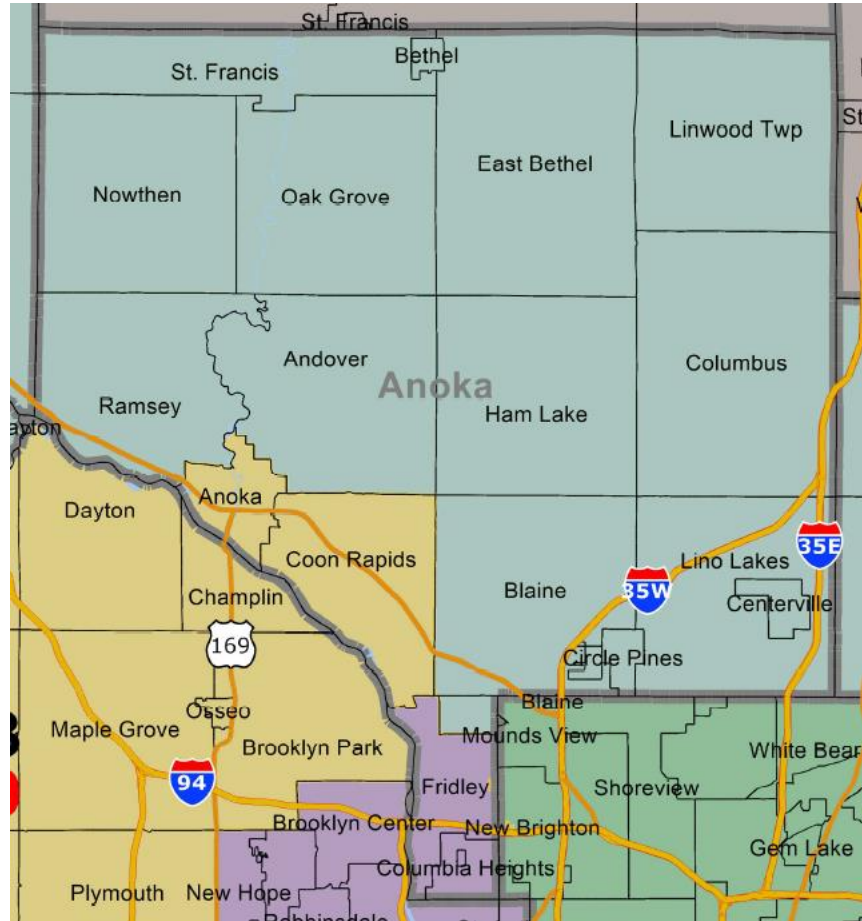 St. Francis
Bethel
St. Francis
St
Linwood Twp
East Bethel
Nowthen
Oak Grove
Andover
Columbus
Anoka
Ramsey
Ham Lake
ayton
Anoka
Dayton
35E
Coon Rapids
Lino Lakes
Blaine
35W
Champlin
Centerville
169
Circle Pines
Blaine
Osseo
Maple Grove
Mounds View
Brooklyn Park
White Bear
94
Fridley
Shoreview
Brooklyn Center
New Brighton
Gem Lake
Columbia Heights
Plymouth
New Hope
Robbinsdale